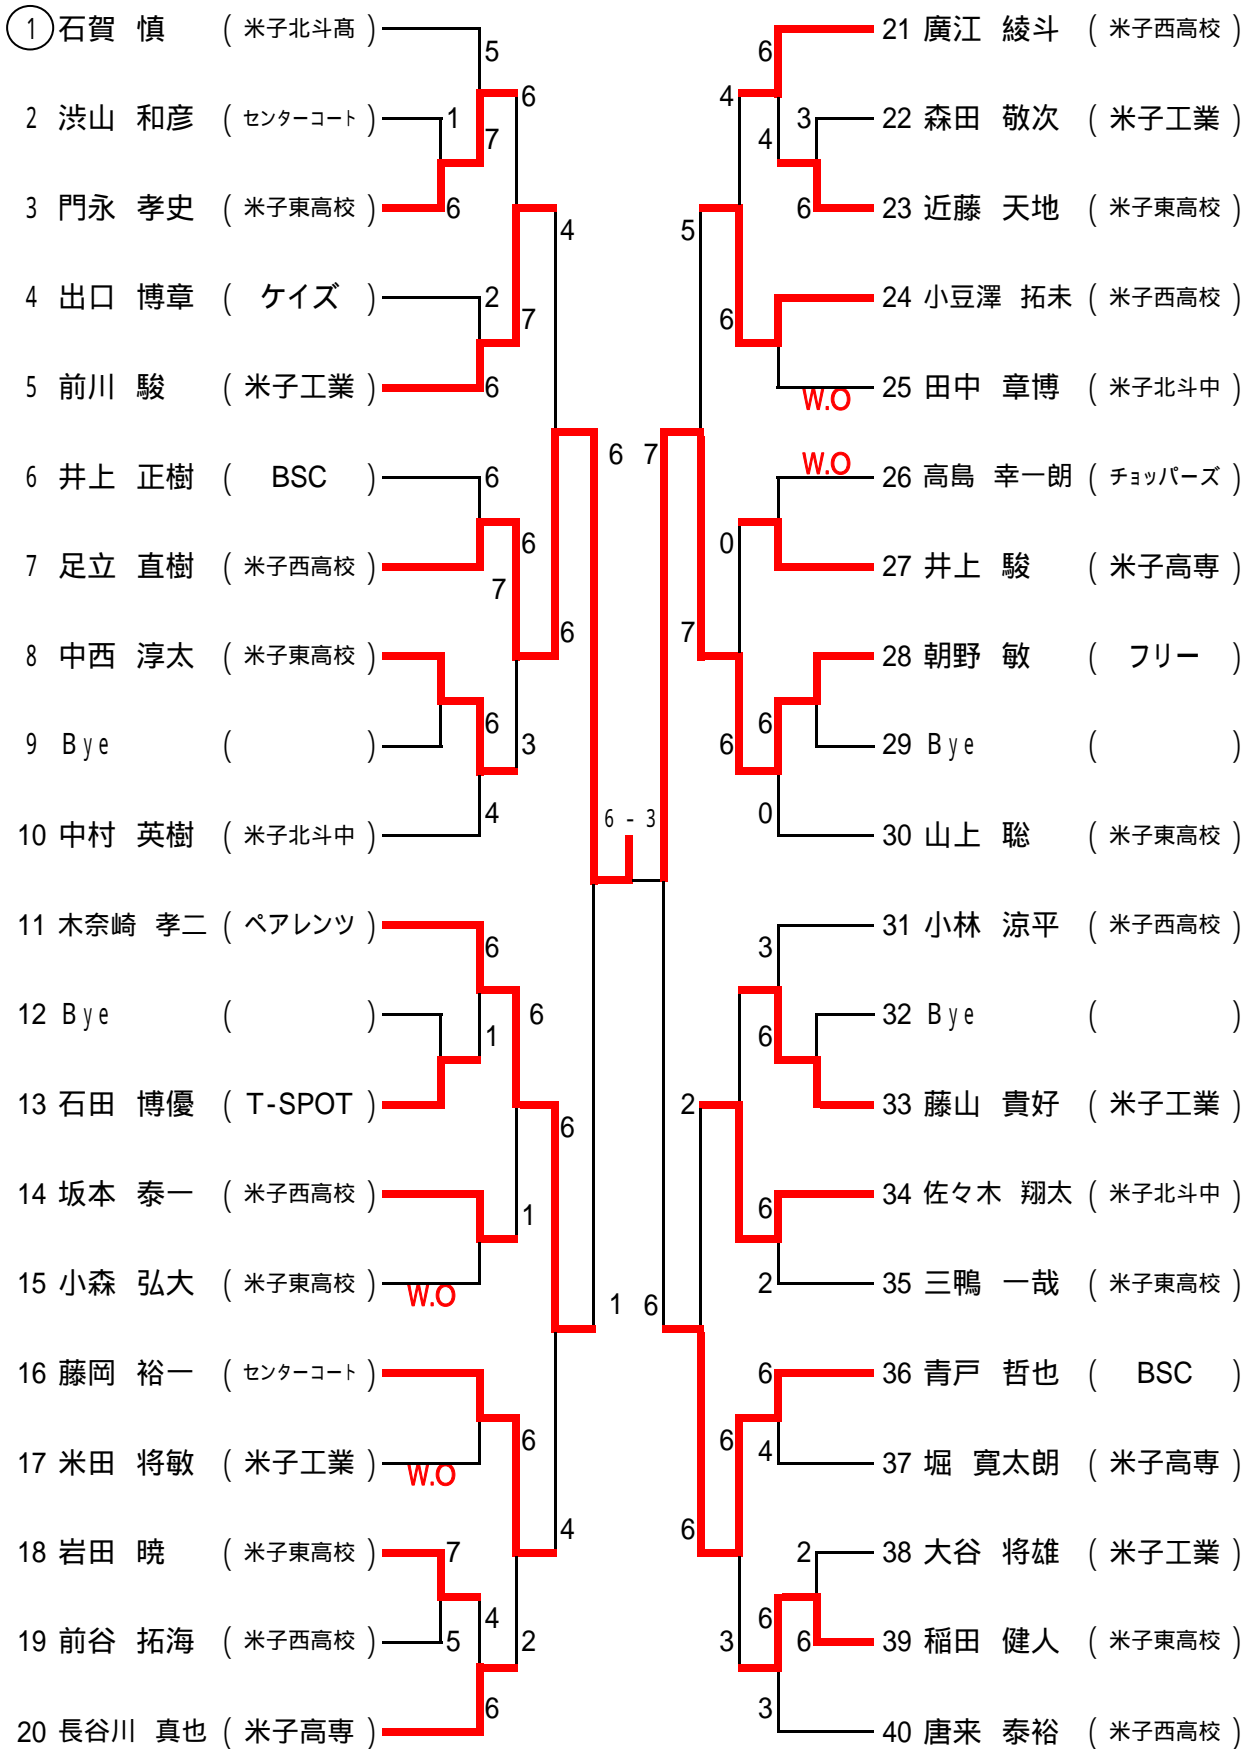 1 石賀 慎 ( 米子北斗髙 )
5
6
2 渋山 和彦 ( センターコート )
1
7
3 門永 孝史 ( 米子東高校 )
6
4
4 出口 博章 ( ケイズ )
2
7
5 前川 駿 ( 米子工業 )
6
6
6 井上 正樹 ( BSC )
6
6
7 足立 直樹 ( 米子西高校 )
7
6
8 中西 淳太 ( 米子東高校 )
6
3
9 Bye ( )
10 中村 英樹 ( 米子北斗中 )
4
6 - 3
11 木奈崎 孝二 ( ペアレンツ )
6
6
12 Bye ( )
1
13 石田 博優 ( T-SPOT )
6
14 坂本 泰一 ( 米子西高校 )
1
15 小森 弘大 ( 米子東高校 )
W.O
1
16 藤岡 裕一 ( センターコート )
6
17 米田 将敏 ( 米子工業 )
W.O
4
18 岩田 暁 ( 米子東高校 )
7
4
19 前谷 拓海 ( 米子西高校 )
5
2
20 長谷川 真也 ( 米子高専 )
6
21 廣江 綾斗 ( 米子西高校 )
6
4
22 森田 敬次 ( 米子工業 )
3
4
23 近藤 天地 ( 米子東高校 )
6
5
24 小豆澤 拓未 ( 米子西高校 )
6
25 田中 章博 ( 米子北斗中 )
W.O
7
26 高島 幸一朗 ( チョッパーズ )
W.O
0
27 井上 駿 ( 米子高専 )
7
28 朝野 敏 ( フリー )
6
6
29 Bye ( )
30 山上 聡 ( 米子東高校 )
0
31 小林 涼平 ( 米子西高校 )
3
32 Bye ( )
6
33 藤山 貴好 ( 米子工業 )
2
34 佐々木 翔太 ( 米子北斗中 )
6
35 三鴨 一哉 ( 米子東高校 )
2
6
36 青戸 哲也 ( BSC )
6
6
37 堀 寛太朗 ( 米子高専 )
4
6
38 大谷 将雄 ( 米子工業 )
2
6
39 稲田 健人 ( 米子東高校 )
6
3
40 唐来 泰裕 ( 米子西高校 )
3